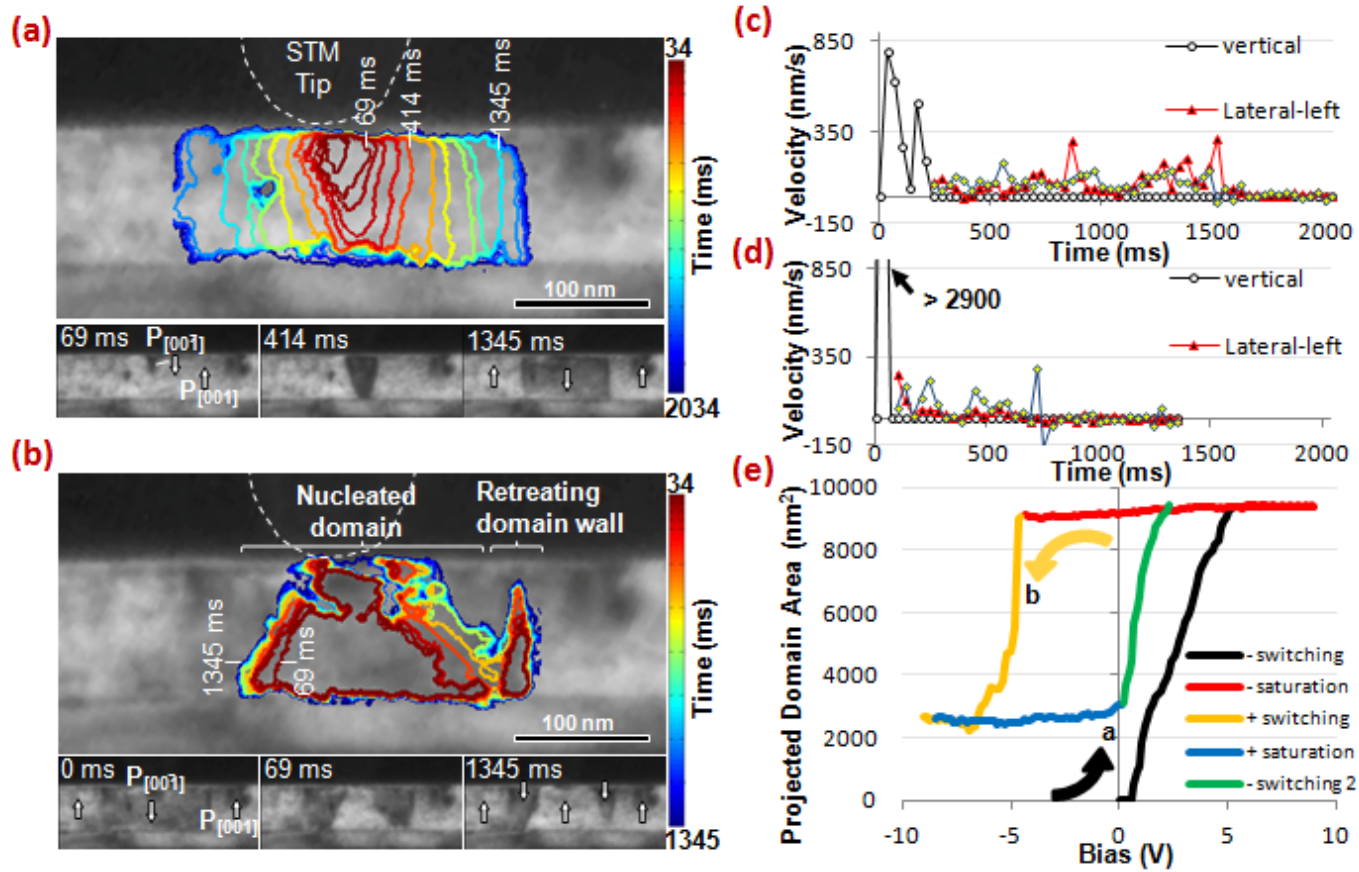 (a)
STM
Tip
69 ms
414 ms
1345 ms
100 nm
34
Time (ms)
2034
69 ms
P[001̄]
P[001]
414 ms
1345 ms
(b)
Nucleated
domain
Retreating
domain wall
1345 ms
69 ms
100 nm
34
Time (ms)
1345
0 ms
P[001̄]
P[001]
69 ms
1345 ms
(c)
Velocity (nm/s)
850
350
-150
vertical
Lateral-left
0 500 1000 1500 2000
Time (ms)
(d)
Velocity (nm/s)
850
350
-150
> 2900
vertical
Lateral-left
0 500 1000 1500 2000
Time (ms)
(e)
Projected Domain Area (nm²)
10000
8000
6000
4000
2000
0
b
a
- switching
- saturation
+ switching
+ saturation
- switching 2
-10 -5 0 5 10
Bias (V)